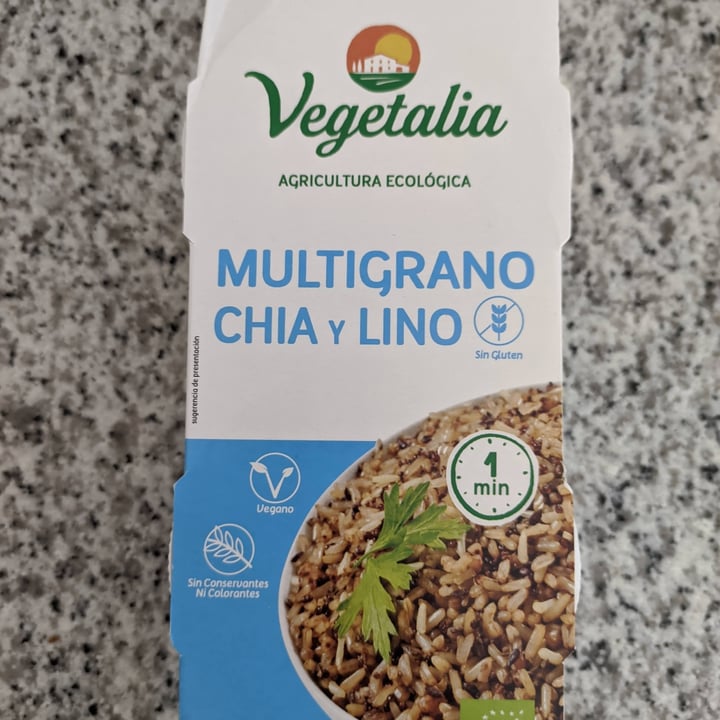 Vegetalia
AGRICULTURA ECOLÓGICA
MULTIGRANO
CHIA Y LINO
Sin Gluten
sugerencia de presentación
1
min
Vegano
Sin Conservantes
Ni Colorantes